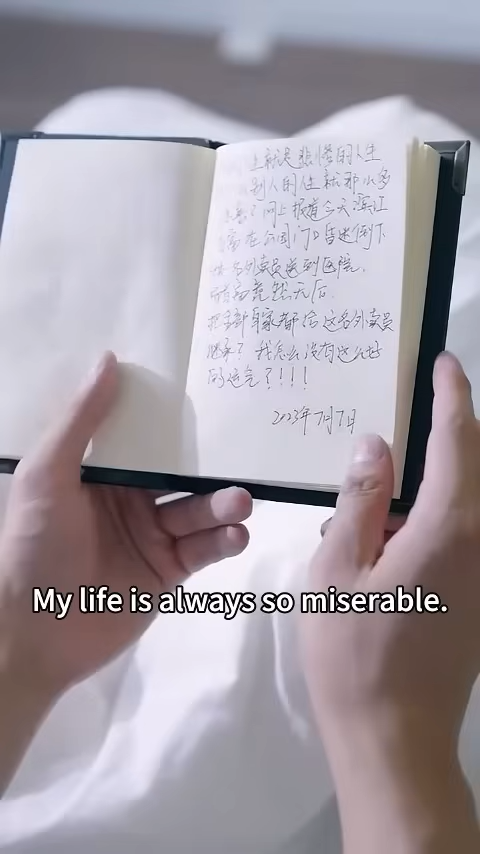 生就是悲惨的人生
别人的人生就那么多
网上报道今天滨江
在公园门口昏迷倒下
外卖员送到医院,
竟然无后
把全部身家都给这名外卖员
继承? 我怎么没有这么好
的运气?!!!
2023年7月7日
My life is always so miserable.